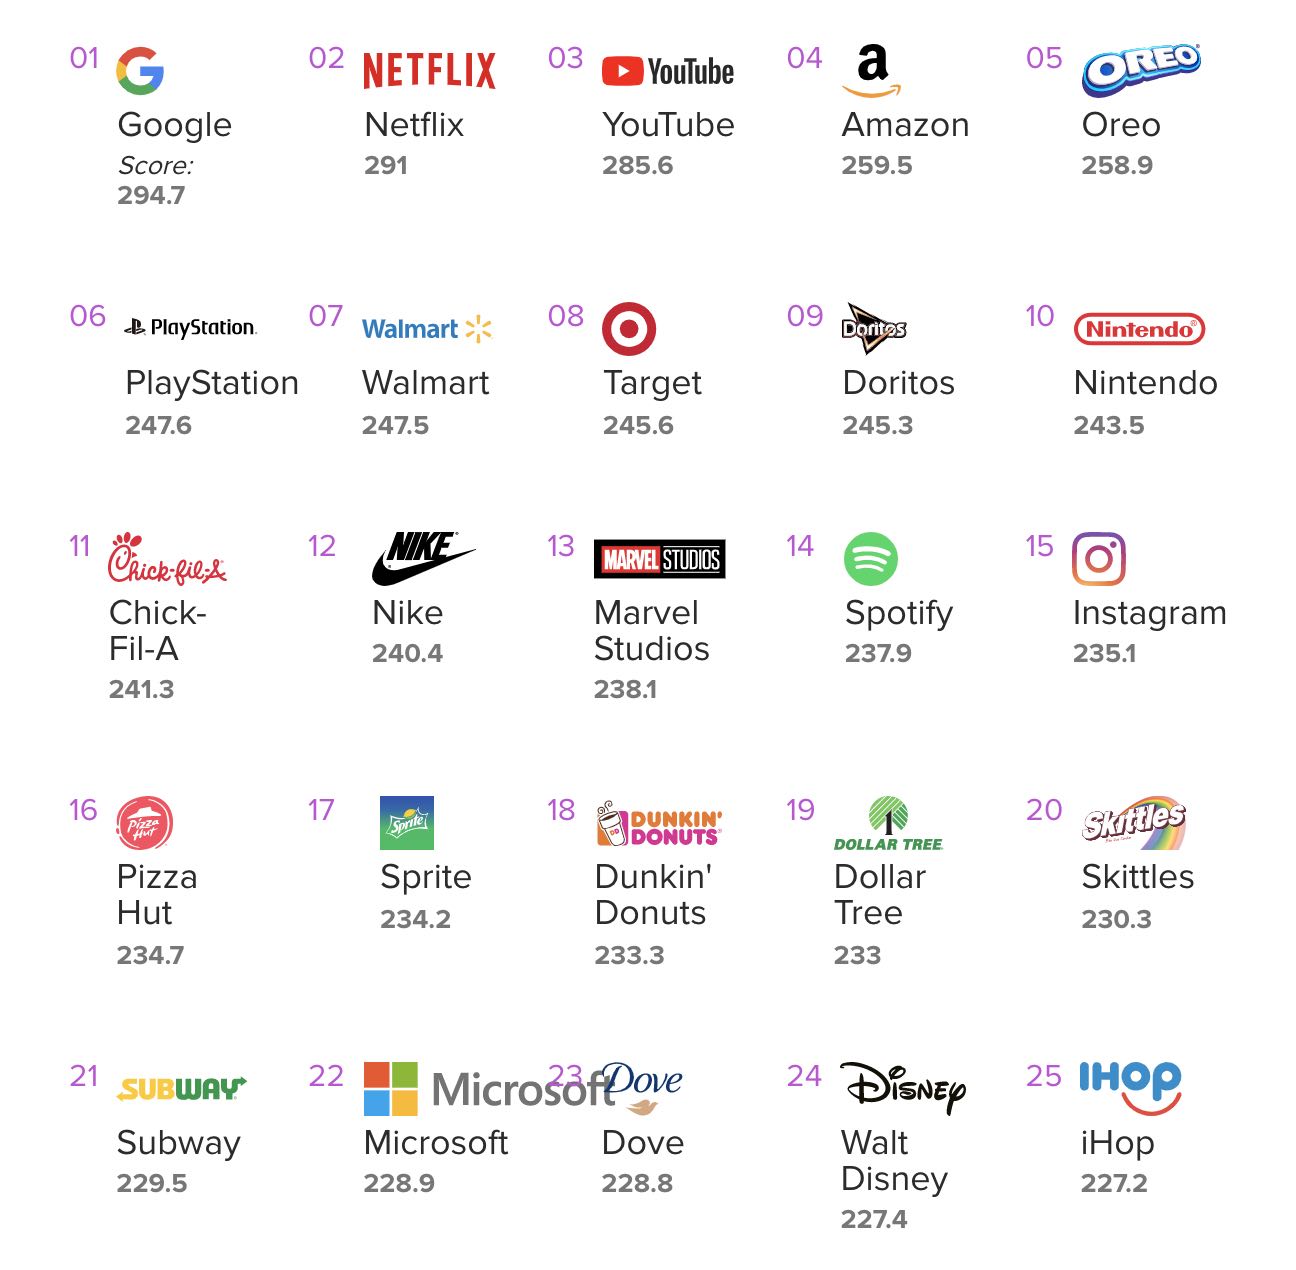 01 02 NETFLIX 03 YouTube 04 a 05 OREO
Google Netflix YouTube Amazon Oreo
Score: 291 285.6 259.5 258.9
294.7
06 PlayStation 07 Walmart 08 09 Doritos 10 Nintendo®
PlayStation Walmart Target Doritos Nintendo
247.6 247.5 245.6 245.3 243.5
11 Chick-fil-A 12 NIKE 13 MARVEL STUDIOS 14 15
Chick- Nike Marvel Spotify Instagram
Fil-A 240.4 Studios 237.9 235.1
241.3 238.1
16 Pizza Hut 17 Sprite 18 DUNKIN' DONUTS 19 1 DOLLAR TREE 20 Skittles
Pizza Sprite Dunkin' Dollar Skittles
Hut 234.2 Donuts Tree 230.3
234.7 233.3 233
21 SUBWAY 22 Microsoft 23 Dove 24 DISNEY 25 IHOP
Subway Microsoft Dove Walt iHop
229.5 228.9 228.8 Disney 227.2
227.4